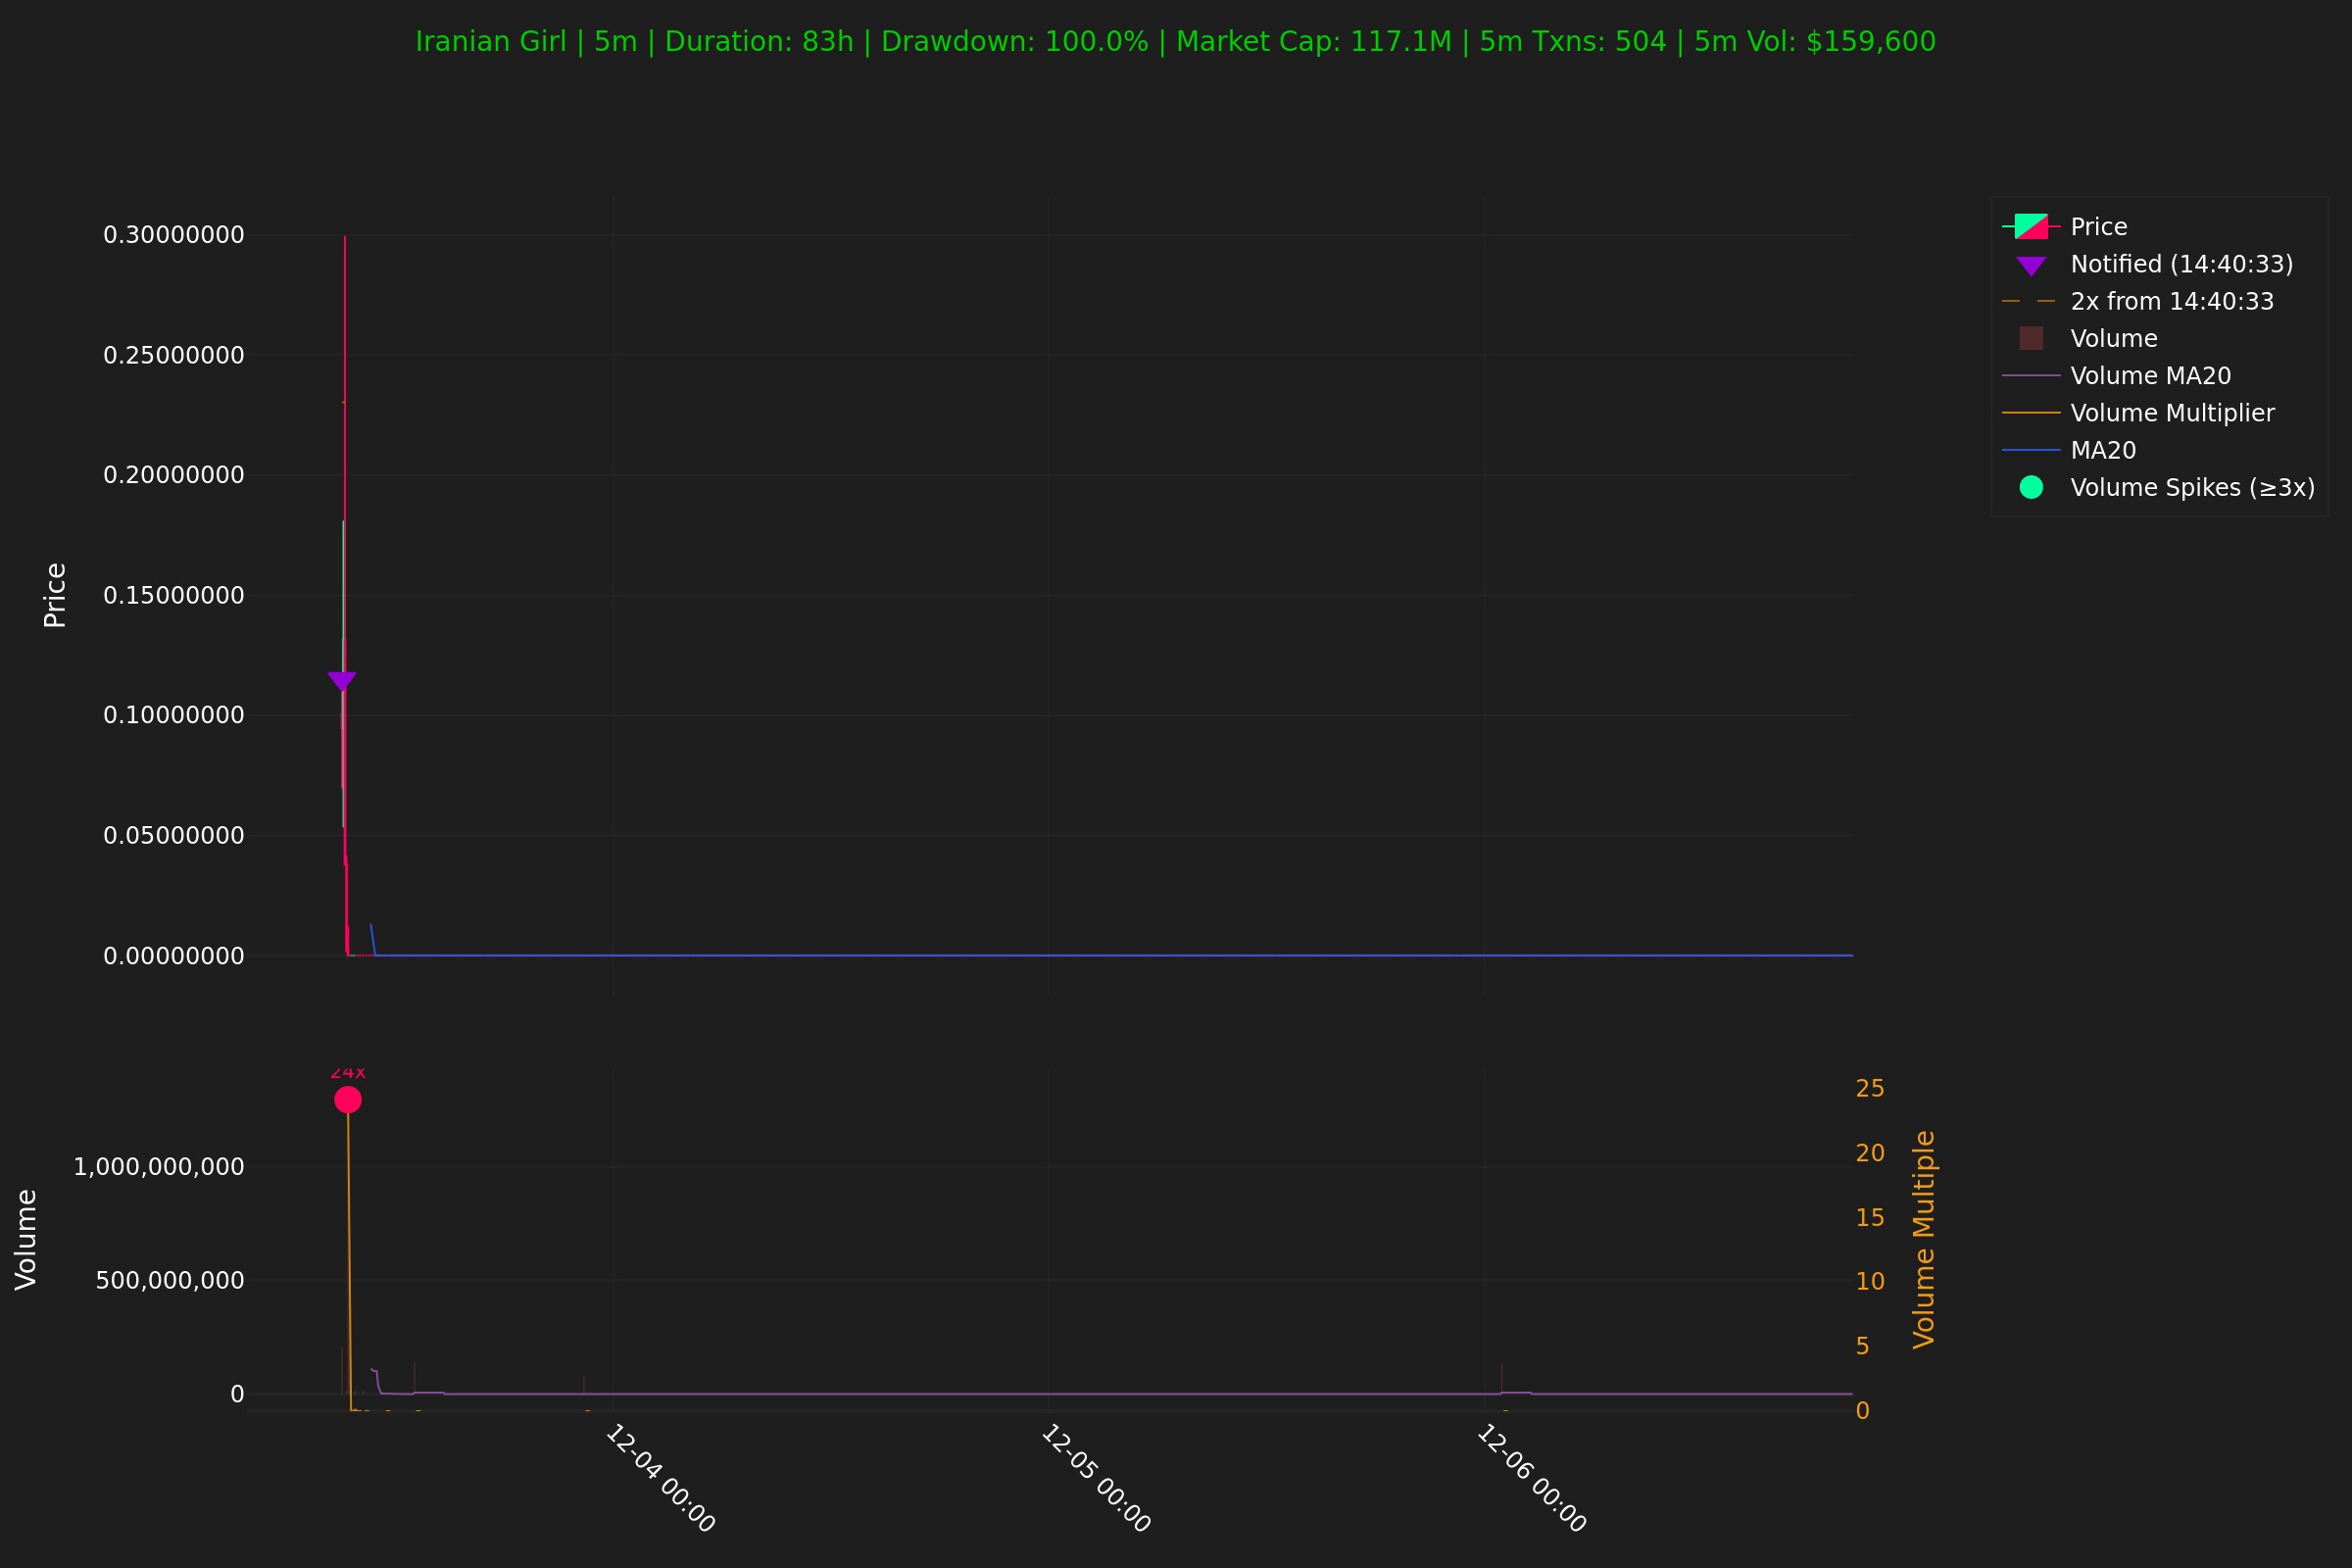 Iranian Girl | 5m | Duration: 83h | Drawdown: 100.0% | Market Cap: 117.1M | 5m Txns: 504 | 5m Vol: $159,600
Price
0.30000000
0.25000000
0.20000000
0.15000000
0.10000000
0.05000000
0.00000000
Price
Notified (14:40:33)
2x from 14:40:33
Volume
Volume MA20
Volume Multiplier
MA20
Volume Spikes (≥3x)
24x
Volume
1,000,000,000
500,000,000
0
25
20
15
10
5
0
Volume Multiple
12-04 00:00
12-05 00:00
12-06 00:00